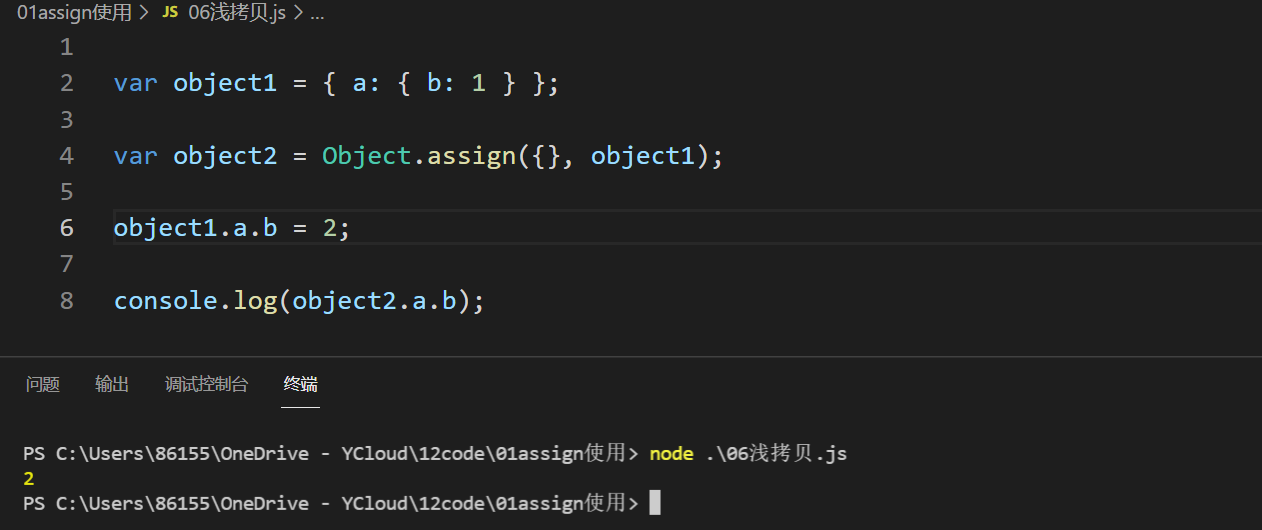 01assign使用 > JS 06浅拷贝.js > ...
1
2 var object1 = { a: { b: 1 } };
3
4 var object2 = Object.assign({}, object1);
5
6 object1.a.b = 2;
7
8 console.log(object2.a.b);
问题 输出 调试控制台 终端
PS C:\Users\86155\OneDrive - YCloud\12code\01assign使用> node .\06浅拷贝.js
2
PS C:\Users\86155\OneDrive - YCloud\12code\01assign使用>